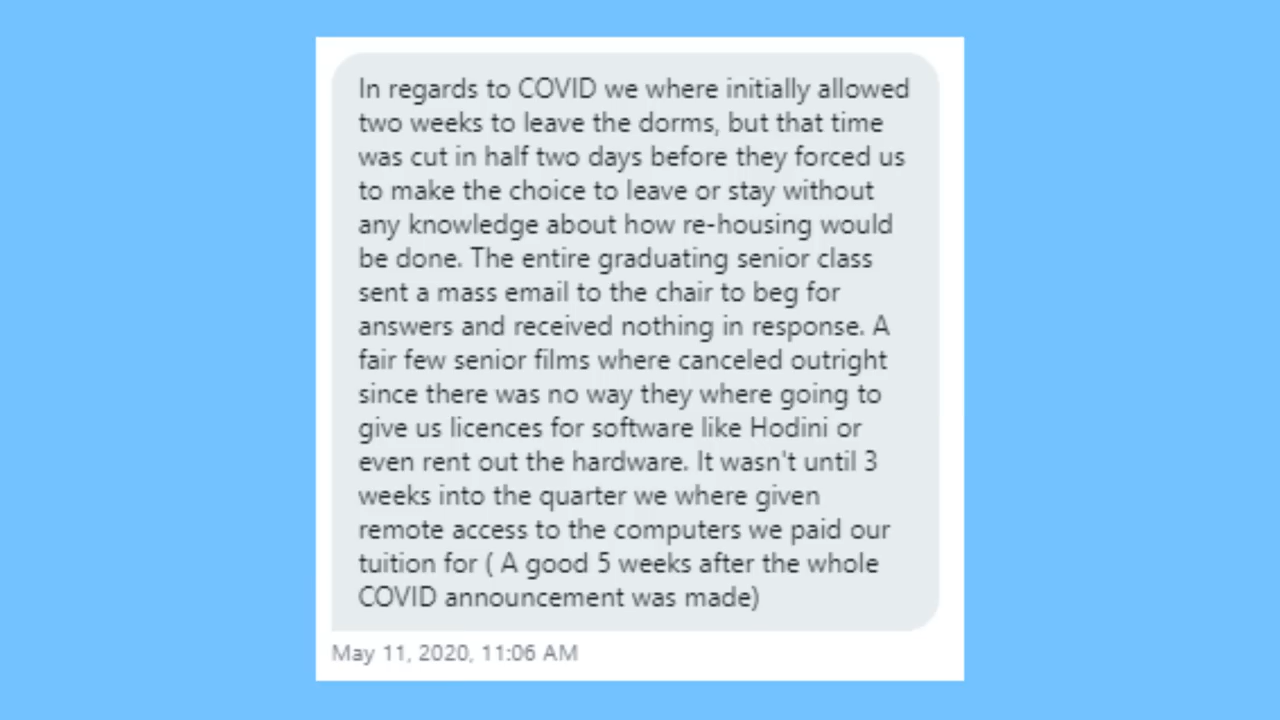 In regards to COVID we where initially allowed
two weeks to leave the dorms, but that time
was cut in half two days before they forced us
to make the choice to leave or stay without
any knowledge about how re-housing would
be done. The entire graduating senior class
sent a mass email to the chair to beg for
answers and received nothing in response. A
fair few senior films where canceled outright
since there was no way they where going to
give us licences for software like Hodini or
even rent out the hardware. It wasn't until 3
weeks into the quarter we where given
remote access to the computers we paid our
tuition for ( A good 5 weeks after the whole
COVID announcement was made)
May 11, 2020, 11:06 AM